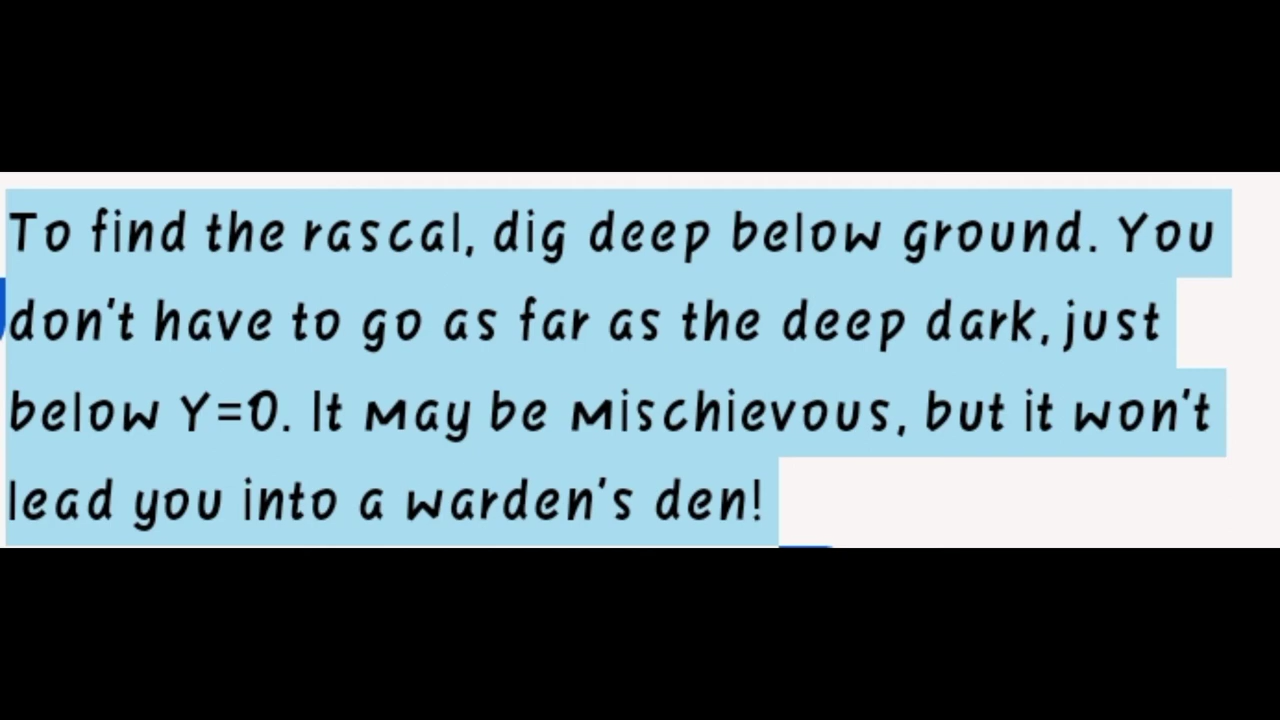 To find the rascal, dig deep below ground. You
don't have to go as far as the deep dark, just
below Y=0. It may be mischievous, but it won't
lead you into a warden's den!